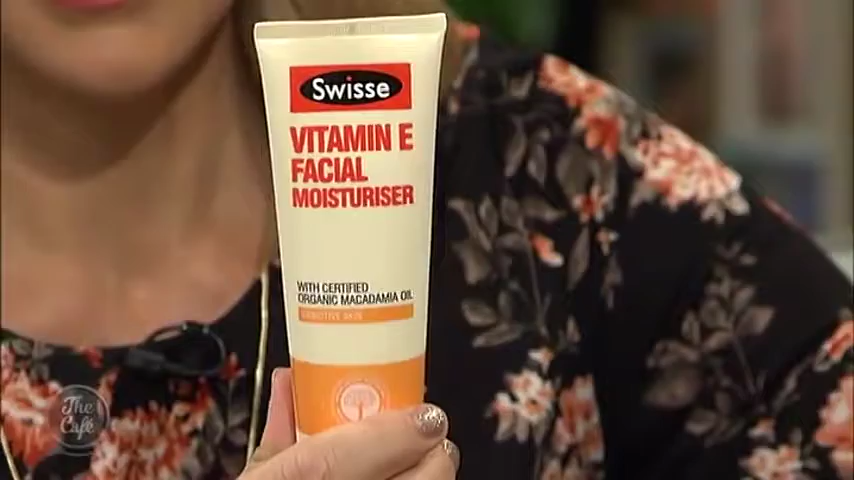 Swisse
VITAMIN E
FACIAL
MOISTURISER
WITH CERTIFIED
ORGANIC MACADAMIA OIL
SENSITIVE SKIN
The
Café